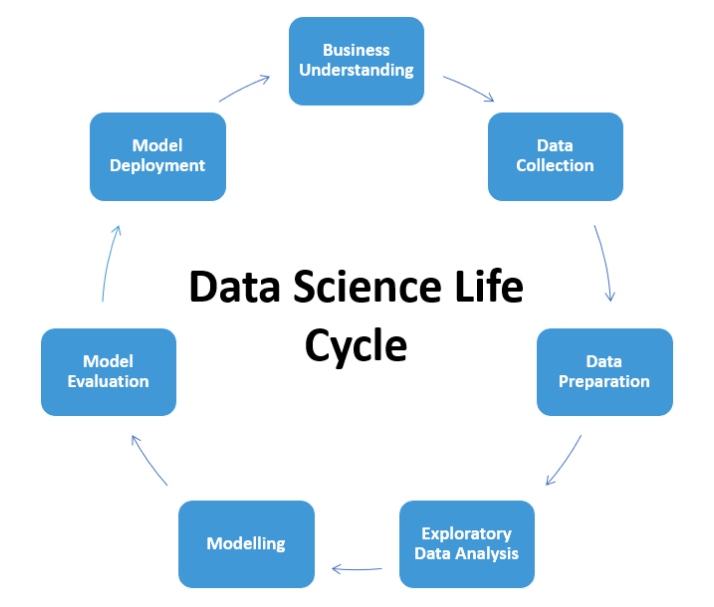 Business
Understanding
Data
Collection
Data
Preparation
Exploratory
Data Analysis
Modelling
Model
Evaluation
Model
Deployment
Data Science Life
Cycle